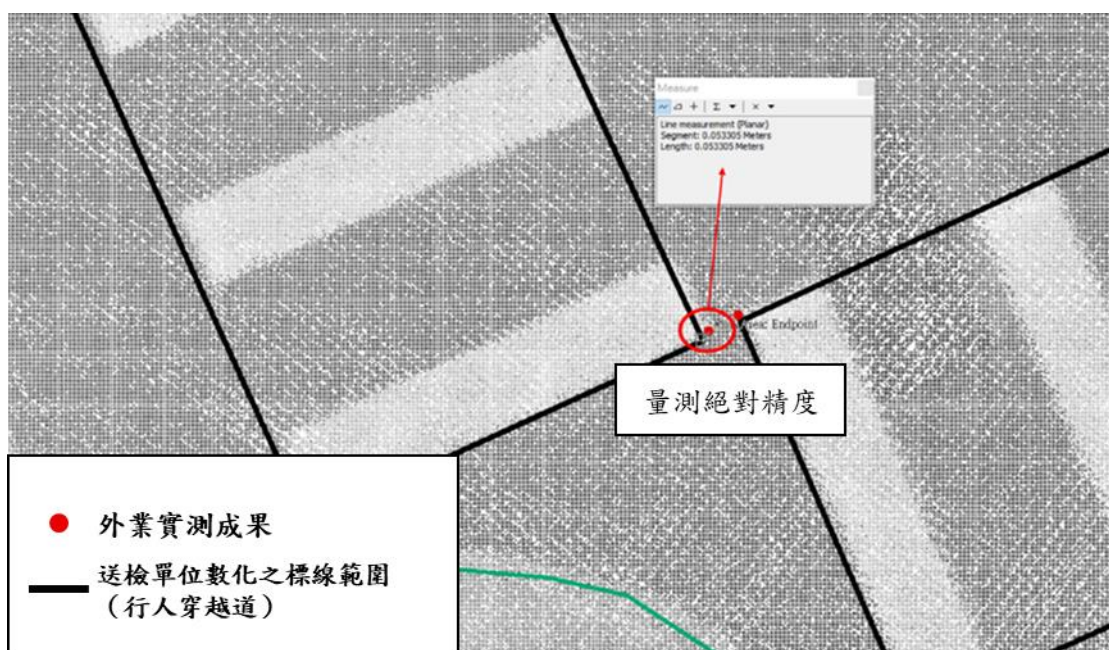 Measure
Line measurement (Planar)
Segment: 0.053305 Meters
Length: 0.053305 Meters
Endpoint
量測絕對精度
外業實測成果
送檢單位數化之標線範圍
（行人穿越道）